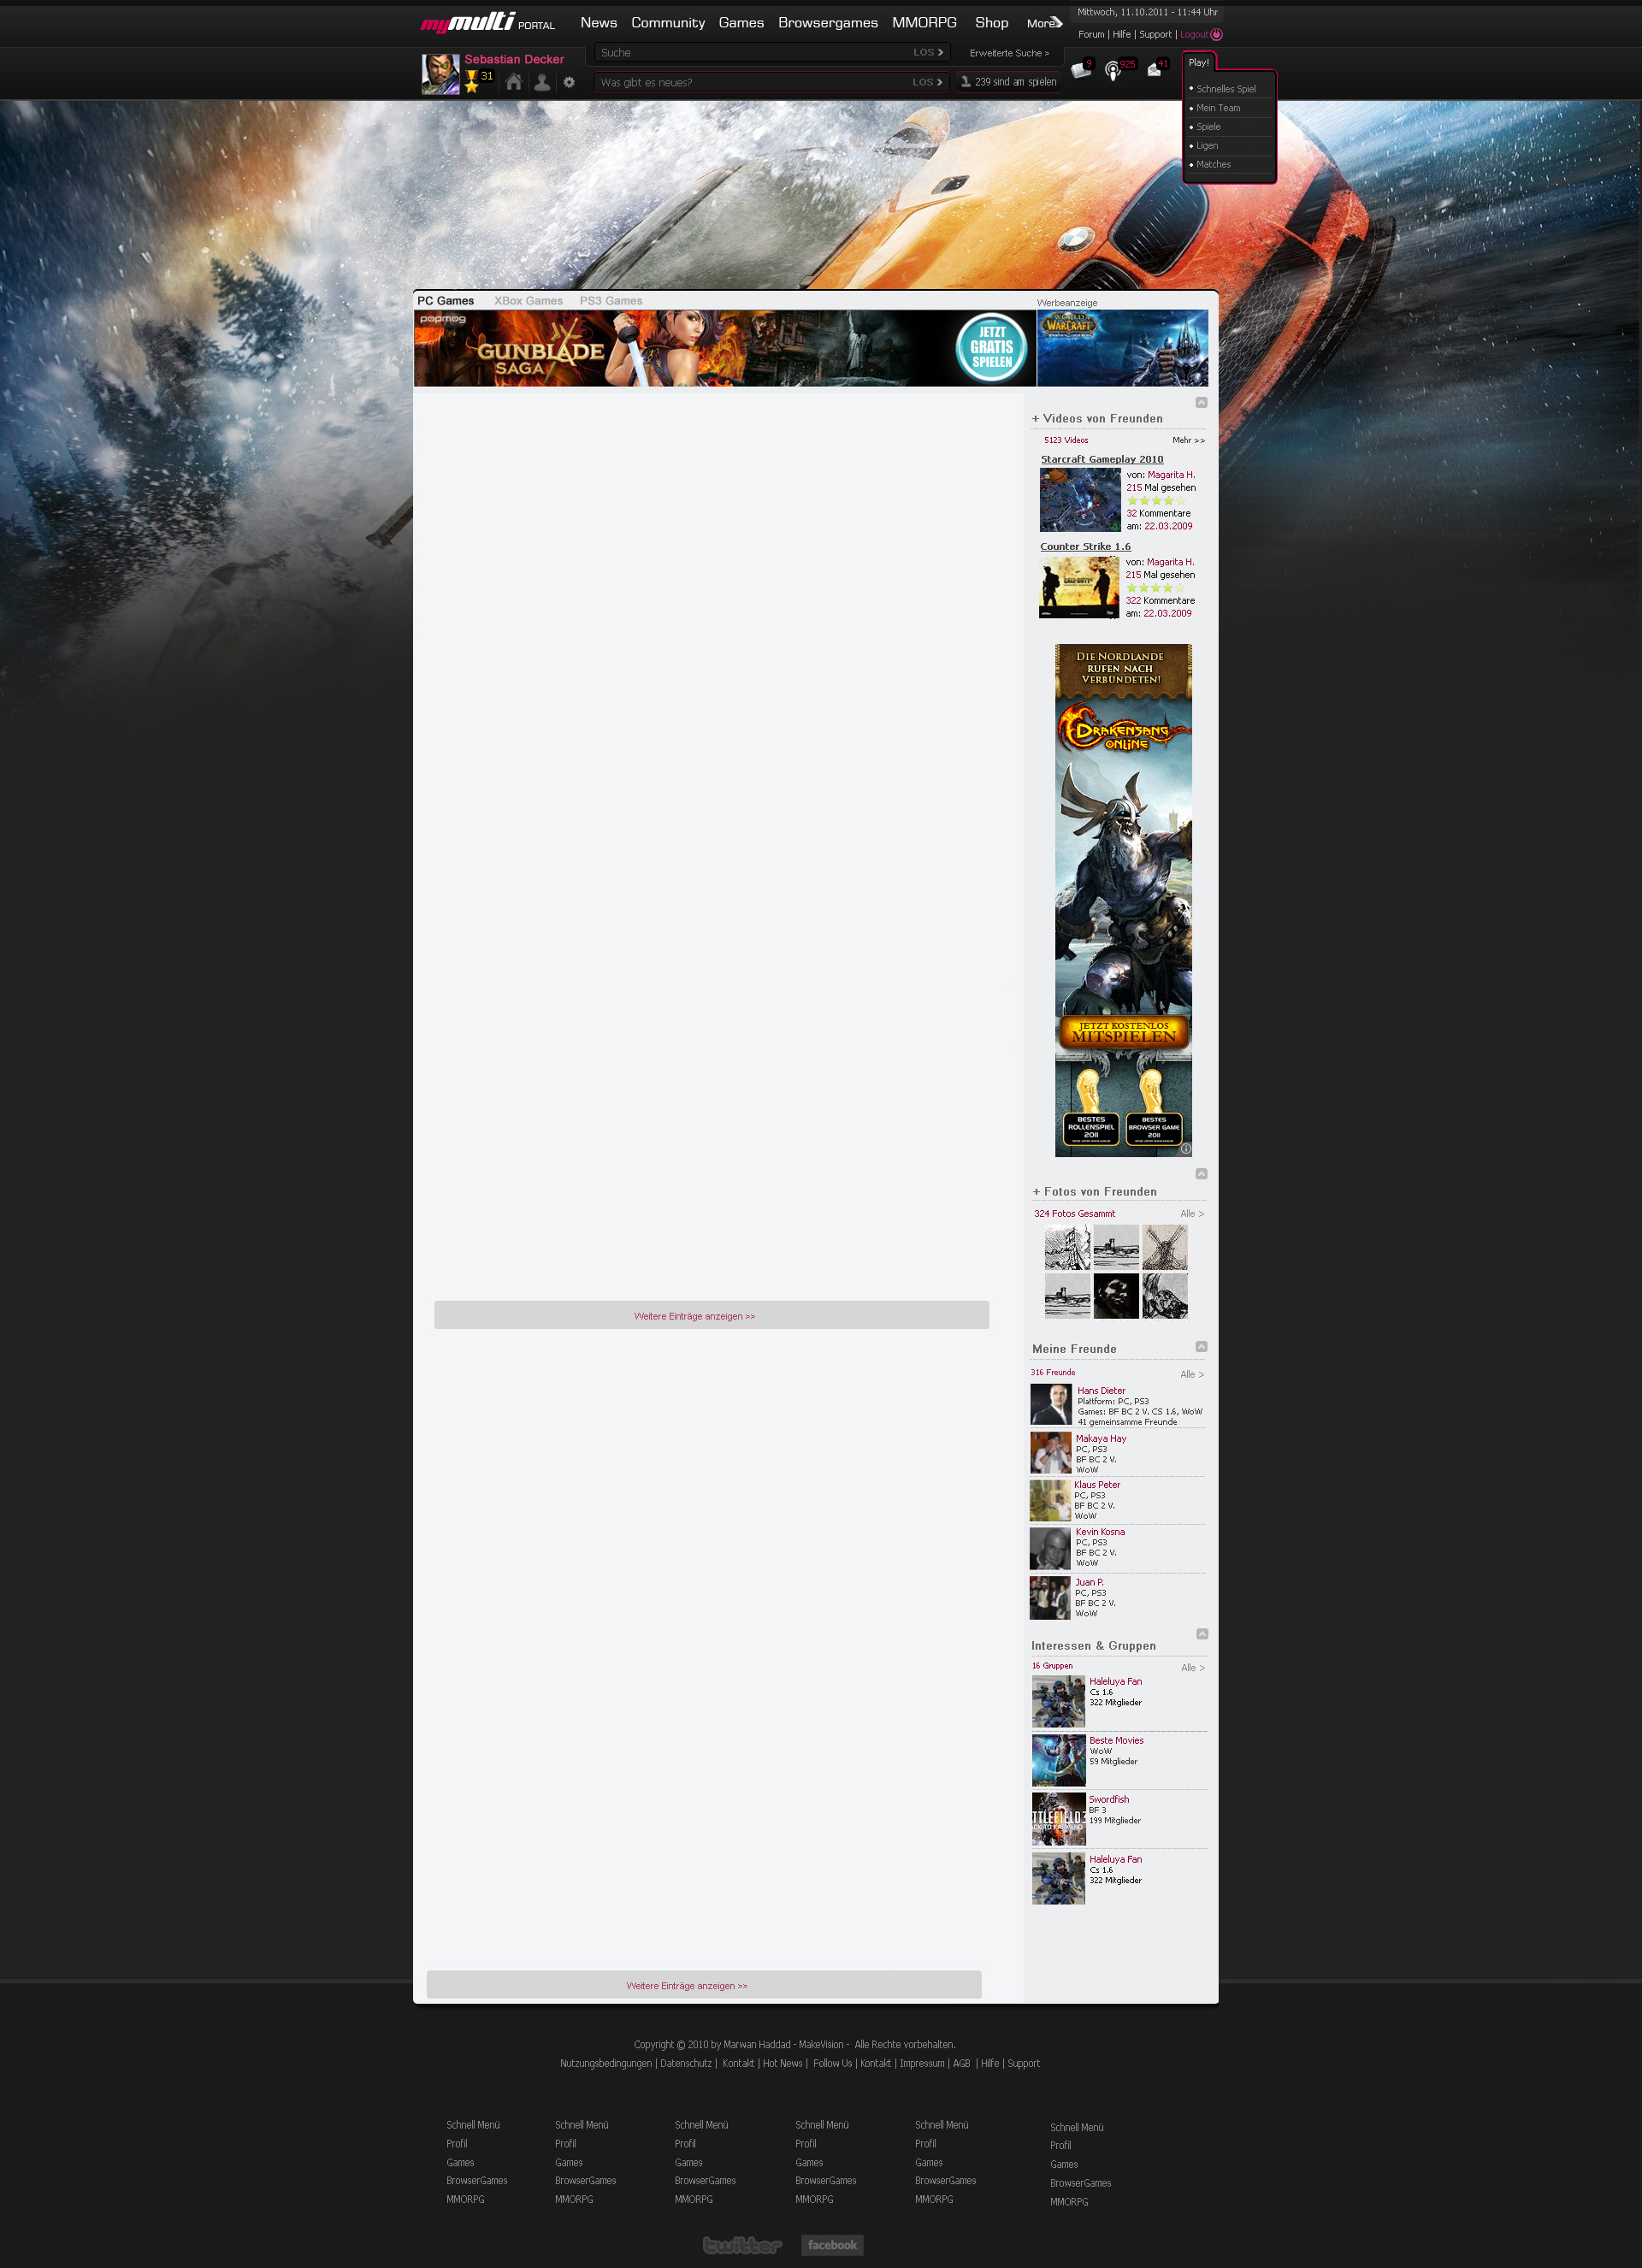 mymulti PORTAL
News Community Games Browsergames MMORPG Shop More
Mittwoch, 11.10.2011 - 11:44 Uhr
Forum | Hilfe | Support | Logout
Suche LOS
Erweiterte Suche >
Sebastian Decker
31
Was gibt es neues? LOS
239 sind am spielen
9
925
41
Play!
Schnelles Spiel
Mein Team
Spiele
Ligen
Matches
PC Games XBox Games PS3 Games
Werbeanzeige
popmog
GUNBLADE
SAGA
JETZT
GRATIS
SPIELEN
WORLD
WARCRAFT
+ Videos von Freunden
5123 Videos Mehr >>
Starcraft Gameplay 2010
von: Magarita H.
215 Mal gesehen
32 Kommentare
am: 22.03.2009
Counter Strike 1.6
von: Magarita H.
215 Mal gesehen
322 Kommentare
am: 22.03.2009
CALL OF DUTY
DIE NORDLANDE
RUFEN NACH
VERBÜNDETEN!
DRAKENSANG
ONLINE
JETZT KOSTENLOS
MITSPIELEN
BESTES
ROLLENSPIEL
2011
BESTES
BROWSER GAME
2011
+ Fotos von Freunden
324 Fotos Gesammt Alle >
Weitere Einträge anzeigen >>
Meine Freunde
316 Freunde Alle >
Hans Dieter
Plattform: PC, PS3
Games: BF BC 2 V. CS 1.6, WoW
41 gemeinsamme Freunde
Makaya Hay
PC, PS3
BF BC 2 V.
WoW
Klaus Peter
PC, PS3
BF BC 2 V.
WoW
Kevin Kosna
PC, PS3
BF BC 2 V.
WoW
Juan P.
PC, PS3
BF BC 2 V.
WoW
Interessen & Gruppen
16 Gruppen Alle >
Haleluya Fan
Cs 1.6
322 Mitglieder
Beste Movies
WoW
59 Mitglieder
Swordfish
BF 3
199 Mitglieder
TTLEFIELD 3
Haleluya Fan
Cs 1.6
322 Mitglieder
Weitere Einträge anzeigen >>
Copyright © 2010 by Marwan Haddad - MakeVision - Alle Rechte vorbehalten.
Nutzungsbedingungen | Datenschutz | Kontakt | Hot News | Follow Us | Kontakt | Impressum | AGB | Hilfe | Support
Schnell Menü Schnell Menü Schnell Menü Schnell Menü Schnell Menü Schnell Menü
Profil Profil Profil Profil Profil Profil
Games Games Games Games Games Games
BrowserGames BrowserGames BrowserGames BrowserGames BrowserGames BrowserGames
MMORPG MMORPG MMORPG MMORPG MMORPG MMORPG
twitter facebook